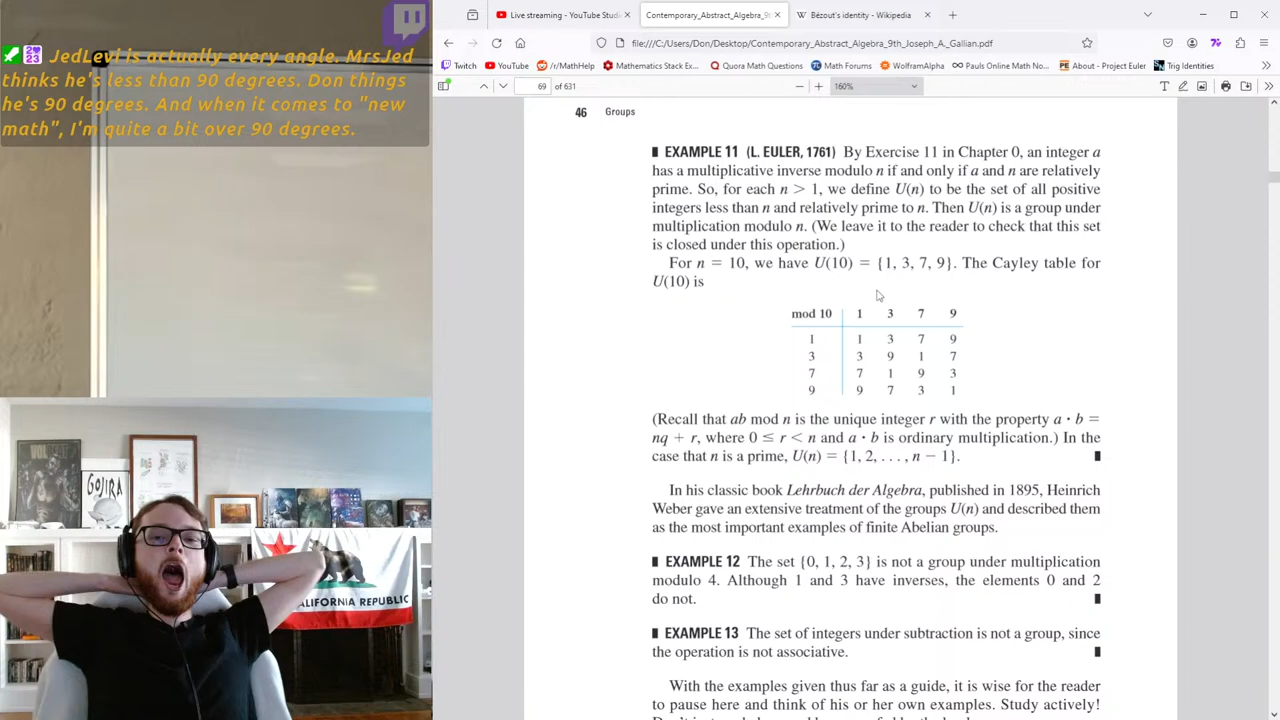 JedLevi is actually every angle. MrsJed
thinks he's less than 90 degrees. Don things
he's 90 degrees. And when it comes to "new
math", I'm quite a bit over 90 degrees.
Live streaming - YouTube Studi
Contemporary_Abstract_Algebra_9t
Bézout's identity - Wikipedia
file:///C:/Users/Don/Desktop/Contemporary_Abstract_Algebra_9th_Joseph_A._Gallian.pdf
Twitch YouTube /r/MathHelp Mathematics Stack Ex... The Quadratic Equatio... Math Forums WolframAlpha Pauls Online Math No... About - Project Euler Trig Identities
69 of 631
160%
46 Groups
EXAMPLE 11 (L. EULER, 1761) By Exercise 11 in Chapter 0, an integer a
has a multiplicative inverse modulo n if and only if a and n are relatively
prime. So, for each n > 1, we define U(n) to be the set of all positive
integers less than n and relatively prime to n. Then U(n) is a group under
multiplication modulo n. (We leave it to the reader to check that this set
is closed under this operation.)
For n = 10, we have U(10) = {1, 3, 7, 9}. The Cayley table for
U(10) is
mod 10 1 3 7 9
1 1 3 7 9
3 3 9 1 7
7 7 1 9 3
9 9 7 3 1
(Recall that ab mod n is the unique integer r with the property a · b =
nq + r, where 0 ≤ r < n and a · b is ordinary multiplication.) In the
case that n is a prime, U(n) = {1, 2, . . . , n − 1}.
In his classic book Lehrbuch der Algebra, published in 1895, Heinrich
Weber gave an extensive treatment of the groups U(n) and described them
as the most important examples of finite Abelian groups.
EXAMPLE 12 The set {0, 1, 2, 3} is not a group under multiplication
modulo 4. Although 1 and 3 have inverses, the elements 0 and 2
do not.
EXAMPLE 13 The set of integers under subtraction is not a group, since
the operation is not associative.
With the examples given thus far as a guide, it is wise for the reader
to pause here and think of his or her own examples. Study actively!
GOJIRA
CALIFORNIA REPUBLIC